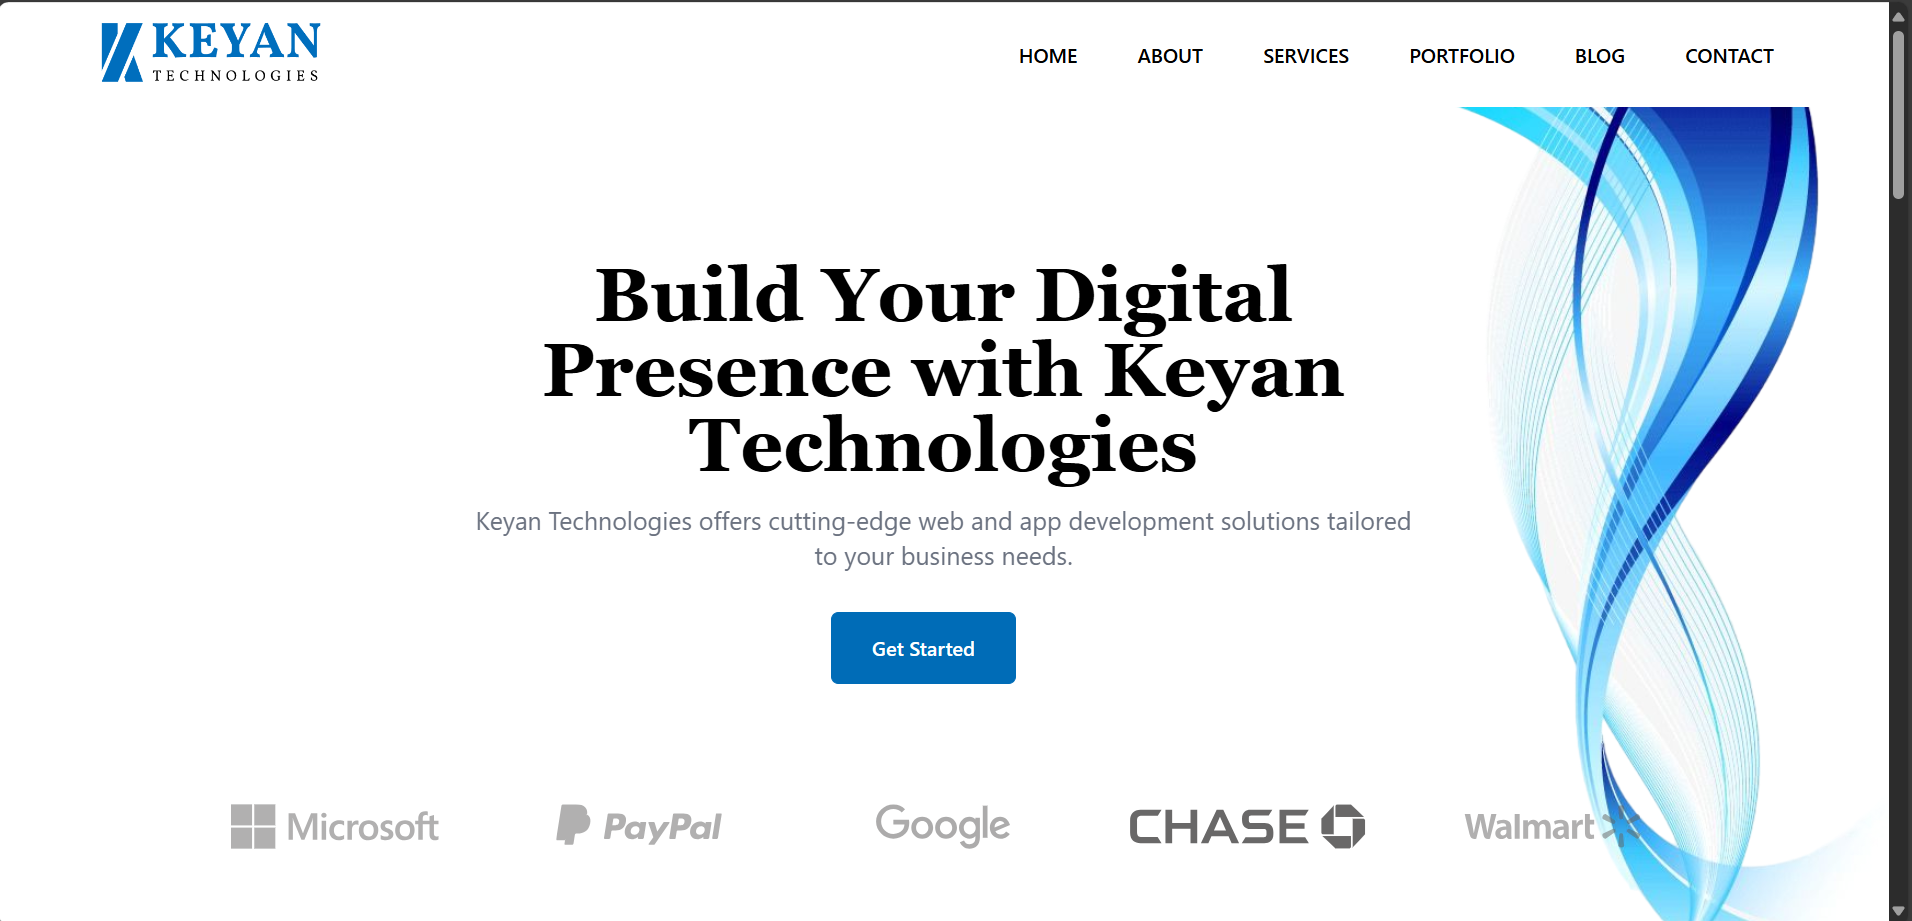 KEYAN
TECHNOLOGIES
HOME
ABOUT
SERVICES
PORTFOLIO
BLOG
CONTACT
Build Your Digital
Presence with Keyan
Technologies
Keyan Technologies offers cutting-edge web and app development solutions tailored
to your business needs.
Get Started
Microsoft
PayPal
Google
CHASE
Walmart